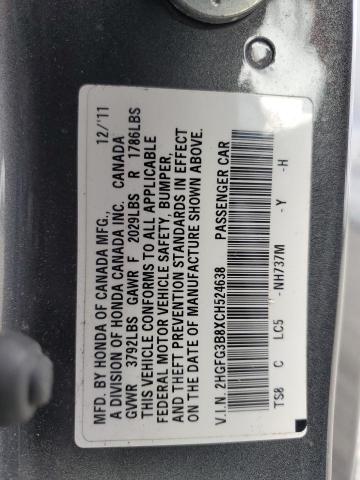 MFD. BY HONDA OF CANADA MFG., 12/'11
A DIVISION OF HONDA CANADA INC. CANADA
GVWR 3792LBS GAWR F 2029LBS R 1786LBS
THIS VEHICLE CONFORMS TO ALL APPLICABLE
FEDERAL MOTOR VEHICLE SAFETY, BUMPER,
AND THEFT PREVENTION STANDARDS IN EFFECT
ON THE DATE OF MANUFACTURE SHOWN ABOVE.
V.I.N. 2HGFG3B8XCH524638 PASSENGER CAR
TS8 C LC5 -NH737M -Y -H